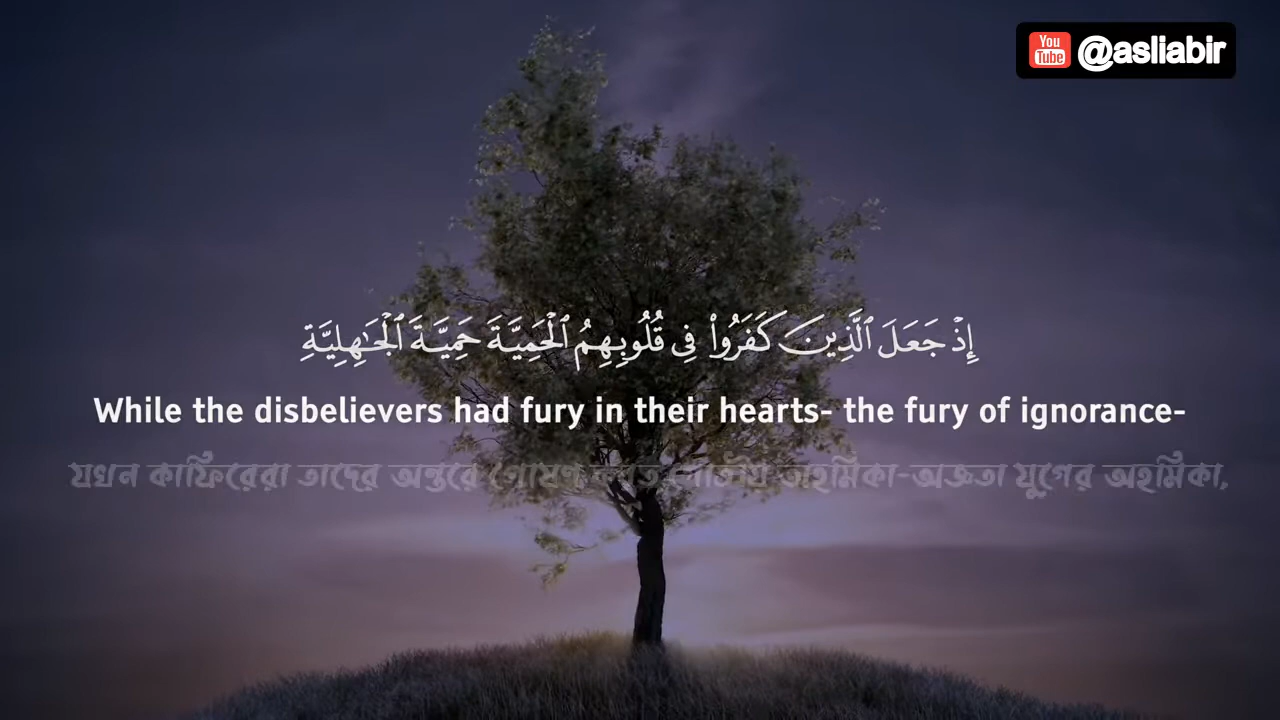 You Tube @asliabir
إِذْ جَعَلَ ٱلَّذِينَ كَفَرُوا۟ فِى قُلُوبِهِمُ ٱلْحَمِيَّةَ حَمِيَّةَ ٱلْجَـٰهِلِيَّةِ
While the disbelievers had fury in their hearts- the fury of ignorance-
যখন কাফিরেরা তাদের অন্তরে পোষণ অহমিকা-অজ্ঞতা যুগের অহমিকা,